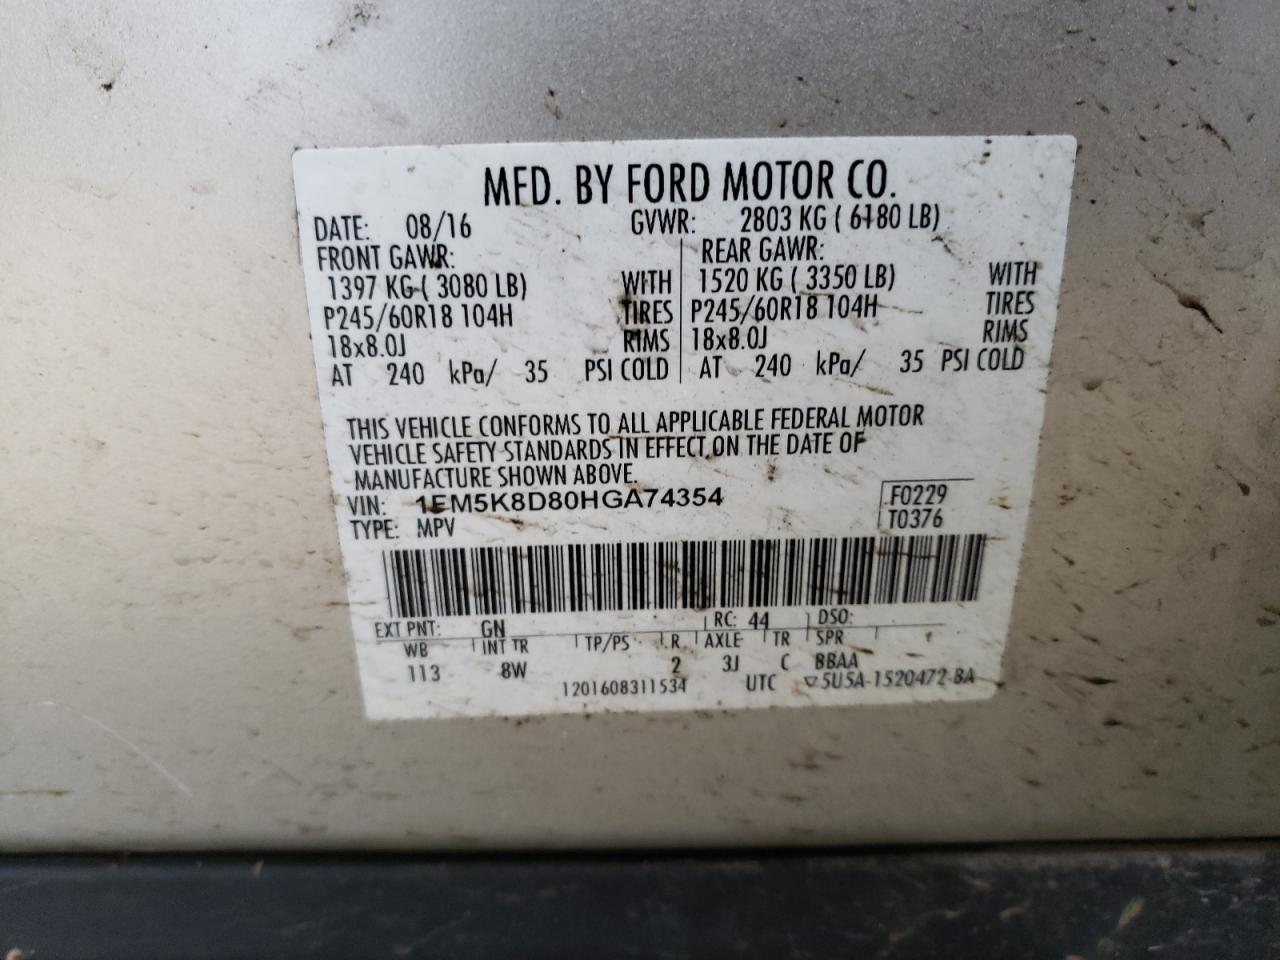 MFD. BY FORD MOTOR CO.
DATE: 08/16 GVWR: 2803 KG ( 6180 LB)
FRONT GAWR: REAR GAWR:
1397 KG ( 3080 LB) WITH 1520 KG ( 3350 LB) WITH
P245/60R18 104H TIRES P245/60R18 104H TIRES
18x8.0J RIMS 18x8.0J RIMS
AT 240 kPa/ 35 PSI COLD AT 240 kPa/ 35 PSI COLD
THIS VEHICLE CONFORMS TO ALL APPLICABLE FEDERAL MOTOR
VEHICLE SAFETY STANDARDS IN EFFECT ON THE DATE OF
MANUFACTURE SHOWN ABOVE.
VIN: 1FM5K8D80HGA74354 F0229
TYPE: MPV T0376
EXT PNT: GN RC: 44 DSO:
WB INT TR TP/PS R AXLE TR SPR
113 8W 2 3J C BBAA
1201608311534 UTC ▽5U5A-1520472-BA